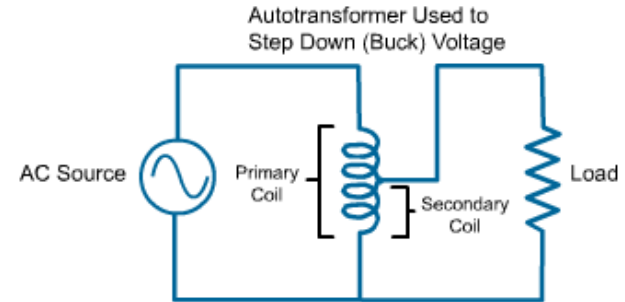 Autotransformer Used to
Step Down (Buck) Voltage
AC Source
Primary
Coil
Secondary
Coil
Load